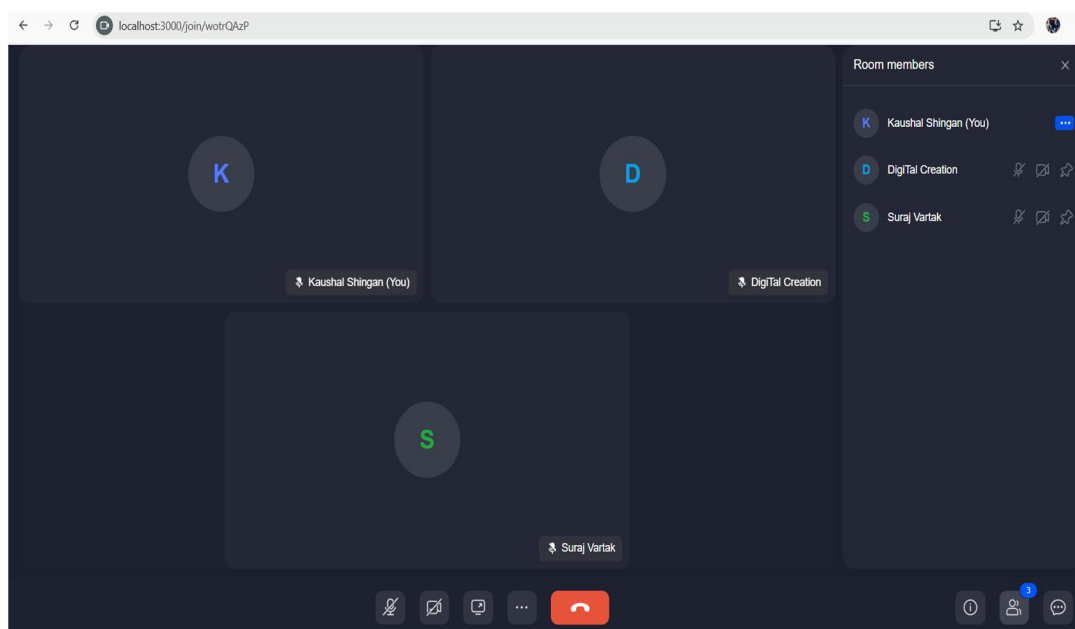 localhost:3000/join/wotrQAzP
Room members
K Kaushal Shingan (You)
D DigiTal Creation
S Suraj Vartak
K
Kaushal Shingan (You)
D
DigiTal Creation
S
Suraj Vartak
3